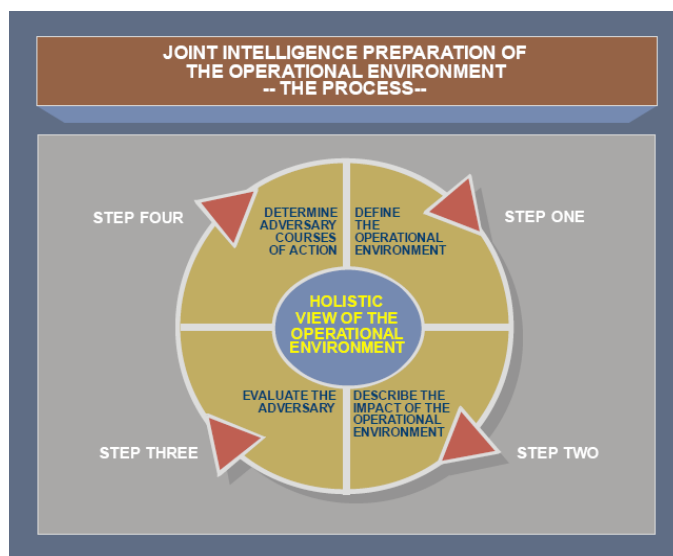 JOINT INTELLIGENCE PREPARATION OF
THE OPERATIONAL ENVIRONMENT
-- THE PROCESS--
STEP ONE
DEFINE
THE
OPERATIONAL
ENVIRONMENT
STEP TWO
DESCRIBE THE
IMPACT OF THE
OPERATIONAL
ENVIRONMENT
STEP THREE
EVALUATE THE
ADVERSARY
STEP FOUR
DETERMINE
ADVERSARY
COURSES
OF ACTION
HOLISTIC
VIEW OF THE
OPERATIONAL
ENVIRONMENT